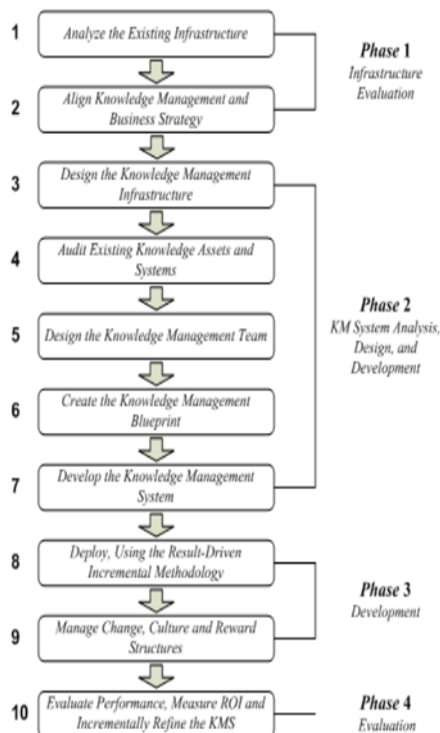 1
Analyze the Existing Infrastructure
Phase 1
Infrastructure
Evaluation
2
Align Knowledge Management and
Business Strategy
3
Design the Knowledge Management
Infrastructure
4
Audit Existing Knowledge Assets and
Systems
Phase 2
KM System Analysis,
Design, and
Development
5
Design the Knowledge Management Team
6
Create the Knowledge Management
Blueprint
7
Develop the Knowledge Management
System
8
Deploy, Using the Result-Driven
Incremental Methodology
Phase 3
Development
9
Manage Change, Culture and Reward
Structures
10
Evaluate Performance, Measure ROI and
Incrementally Refine the KMS
Phase 4
Evaluation